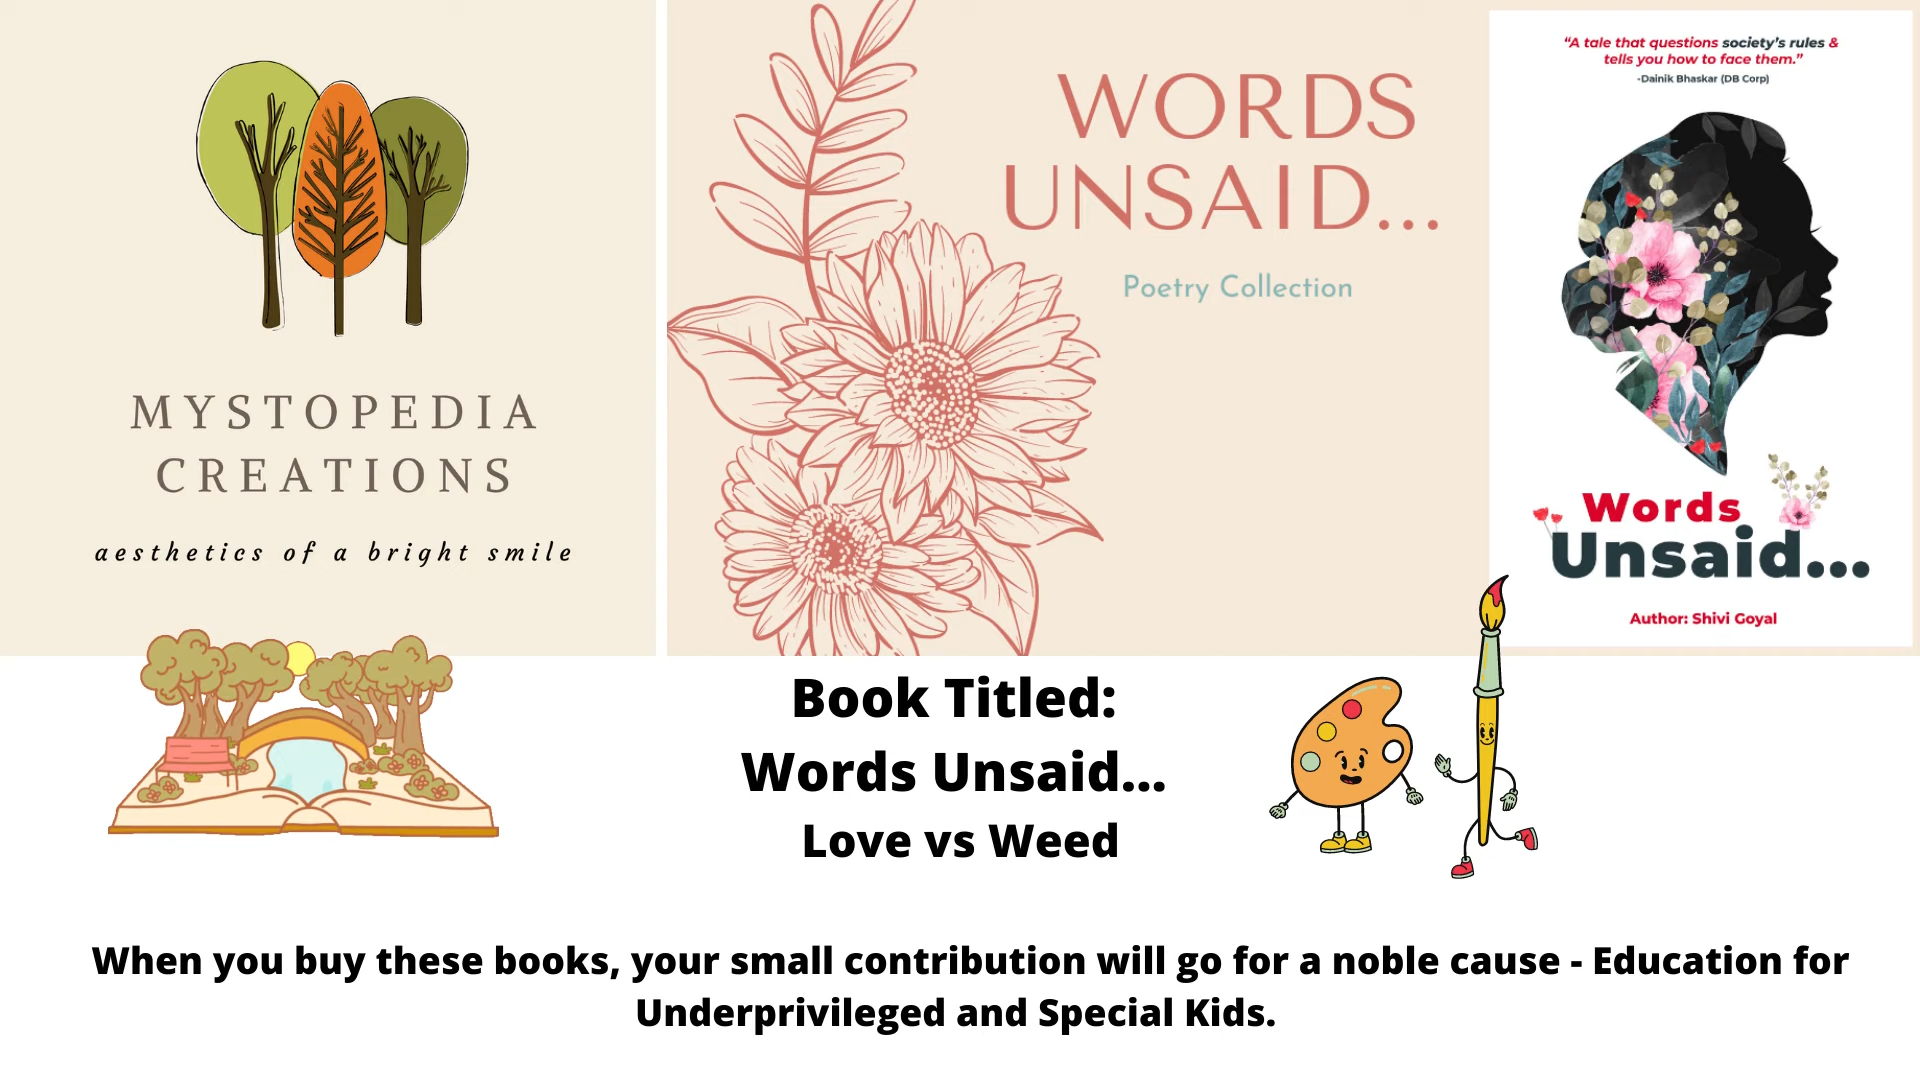 MYSTOPEDIA
CREATIONS
aesthetics of a bright smile
WORDS
UNSAID...
Poetry Collection
“A tale that questions society’s rules &
tells you how to face them.”
-Dainik Bhaskar (DB Corp)
Words
Unsaid...
Author: Shivi Goyal
Book Titled:
Words Unsaid...
Love vs Weed
When you buy these books, your small contribution will go for a noble cause - Education for
Underprivileged and Special Kids.